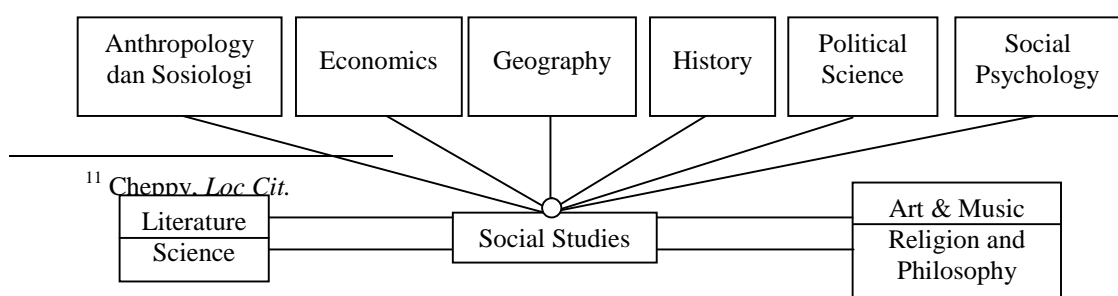 Anthropology
dan Sosiologi
Economics
Geography
History
Political
Science
Social
Psychology
11 Cheppy, Loc Cit.
Literature
Science
Social Studies
Art & Music
Religion and
Philosophy